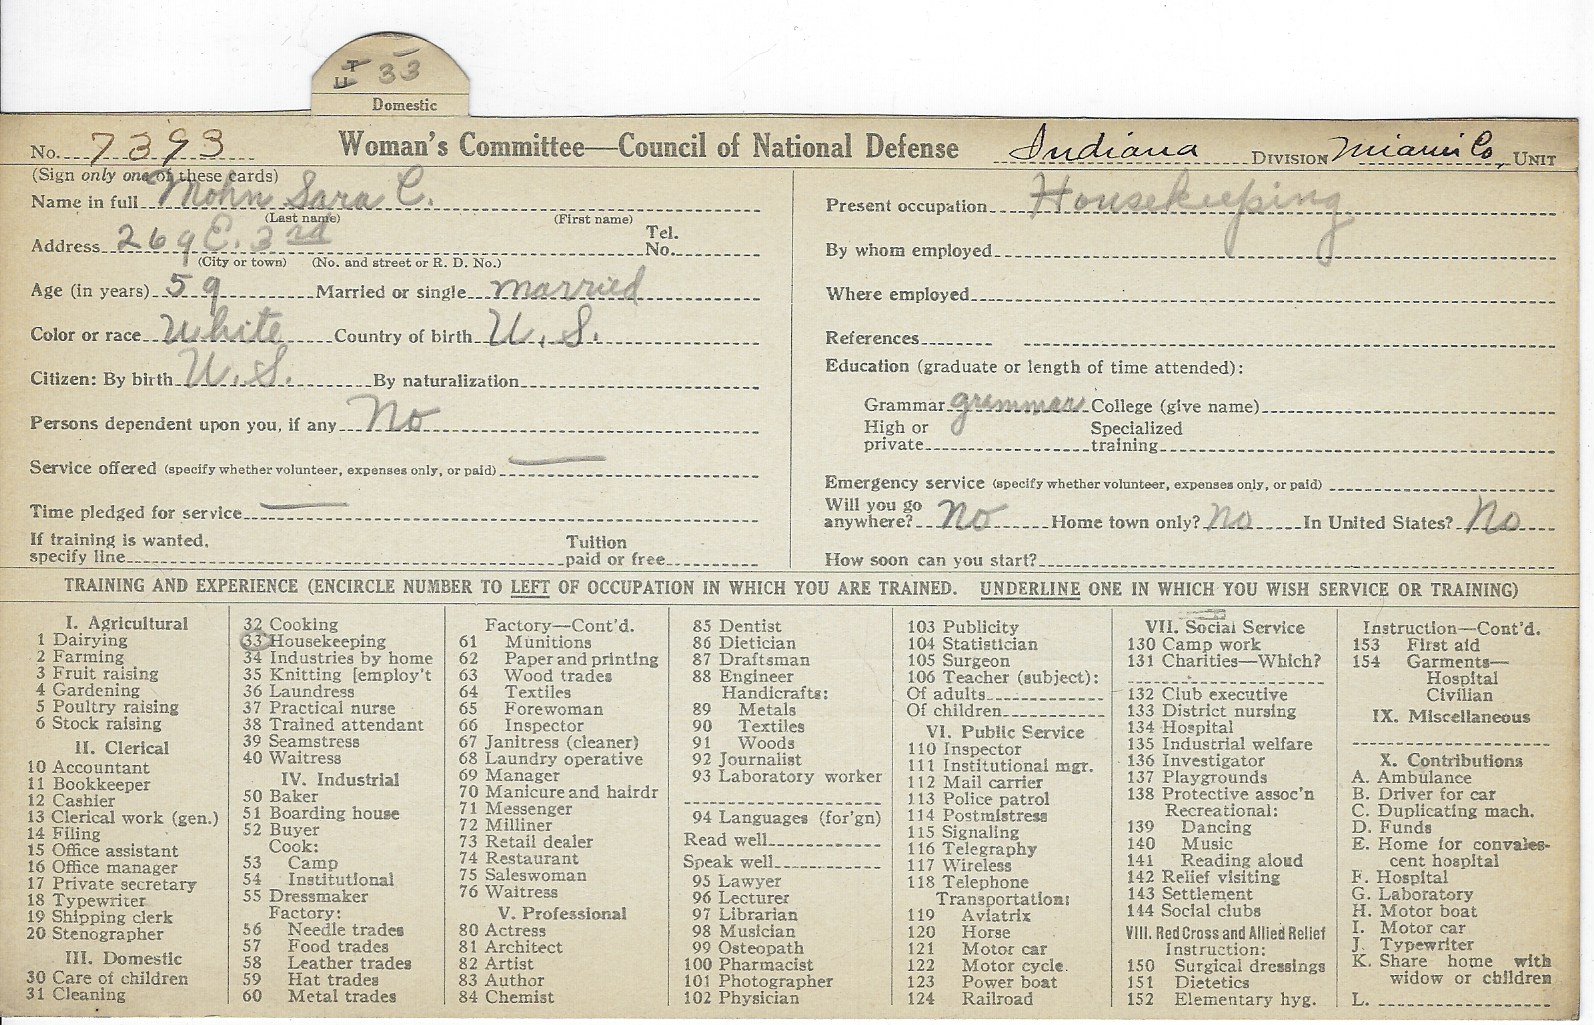 33
Domestic
No. 7393 Woman's Committee—Council of National Defense Indiana DIVISION Miami Co. UNIT
(Sign only one of these cards)
Name in full Mohn Sara C.
(Last name) (First name)
Address 269 E. 3rd Tel. No.
(City or town) (No. and street or R. D. No.)
Age (in years) 59 Married or single married
Color or race White Country of birth U. S.
Citizen: By birth U. S. By naturalization
Persons dependent upon you, if any No
Service offered (specify whether volunteer, expenses only, or paid) —
Time pledged for service —
If training is wanted, specify line Tuition paid or free
Present occupation Housekeeping
By whom employed
Where employed
References
Education (graduate or length of time attended):
Grammar grammar College (give name)
High or private Specialized training
Emergency service (specify whether volunteer, expenses only, or paid)
Will you go anywhere? No Home town only? No In United States? No
How soon can you start?
TRAINING AND EXPERIENCE (ENCIRCLE NUMBER TO LEFT OF OCCUPATION IN WHICH YOU ARE TRAINED. UNDERLINE ONE IN WHICH YOU WISH SERVICE OR TRAINING)
I. Agricultural
1 Dairying
2 Farming
3 Fruit raising
4 Gardening
5 Poultry raising
6 Stock raising
II. Clerical
10 Accountant
11 Bookkeeper
12 Cashier
13 Clerical work (gen.)
14 Filing
15 Office assistant
16 Office manager
17 Private secretary
18 Typewriter
19 Shipping clerk
20 Stenographer
III. Domestic
30 Care of children
31 Cleaning
32 Cooking
33 Housekeeping
34 Industries by home
35 Knitting [employ't
36 Laundress
37 Practical nurse
38 Trained attendant
39 Seamstress
40 Waitress
IV. Industrial
50 Baker
51 Boarding house
52 Buyer
Cook:
53 Camp
54 Institutional
55 Dressmaker
Factory:
56 Needle trades
57 Food trades
58 Leather trades
59 Hat trades
60 Metal trades
Factory—Cont'd.
61 Munitions
62 Paper and printing
63 Wood trades
64 Textiles
65 Forewoman
66 Inspector
67 Janitress (cleaner)
68 Laundry operative
69 Manager
70 Manicure and hairdr
71 Messenger
72 Milliner
73 Retail dealer
74 Restaurant
75 Saleswoman
76 Waitress
V. Professional
80 Actress
81 Architect
82 Artist
83 Author
84 Chemist
85 Dentist
86 Dietician
87 Draftsman
88 Engineer
Handicrafts:
89 Metals
90 Textiles
91 Woods
92 Journalist
93 Laboratory worker
94 Languages (for'gn)
Read well
Speak well
95 Lawyer
96 Lecturer
97 Librarian
98 Musician
99 Osteopath
100 Pharmacist
101 Photographer
102 Physician
103 Publicity
104 Statistician
105 Surgeon
106 Teacher (subject):
Of adults
Of children
VI. Public Service
110 Inspector
111 Institutional mgr.
112 Mail carrier
113 Police patrol
114 Postmistress
115 Signaling
116 Telegraphy
117 Wireless
118 Telephone
Transportation:
119 Aviatrix
120 Horse
121 Motor car
122 Motor cycle.
123 Power boat
124 Railroad
VII. Social Service
130 Camp work
131 Charities—Which?
132 Club executive
133 District nursing
134 Hospital
135 Industrial welfare
136 Investigator
137 Playgrounds
138 Protective assoc'n
Recreational:
139 Dancing
140 Music
141 Reading aloud
142 Relief visiting
143 Settlement
144 Social clubs
VIII. Red Cross and Allied Relief
Instruction:
150 Surgical dressings
151 Dietetics
152 Elementary hyg.
Instruction—Cont'd.
153 First aid
154 Garments—
Hospital
Civilian
IX. Miscellaneous
X. Contributions
A. Ambulance
B. Driver for car
C. Duplicating mach.
D. Funds
E. Home for convales-
cent hospital
F. Hospital
G. Laboratory
H. Motor boat
I. Motor car
J. Typewriter
K. Share home with
widow or children
L.